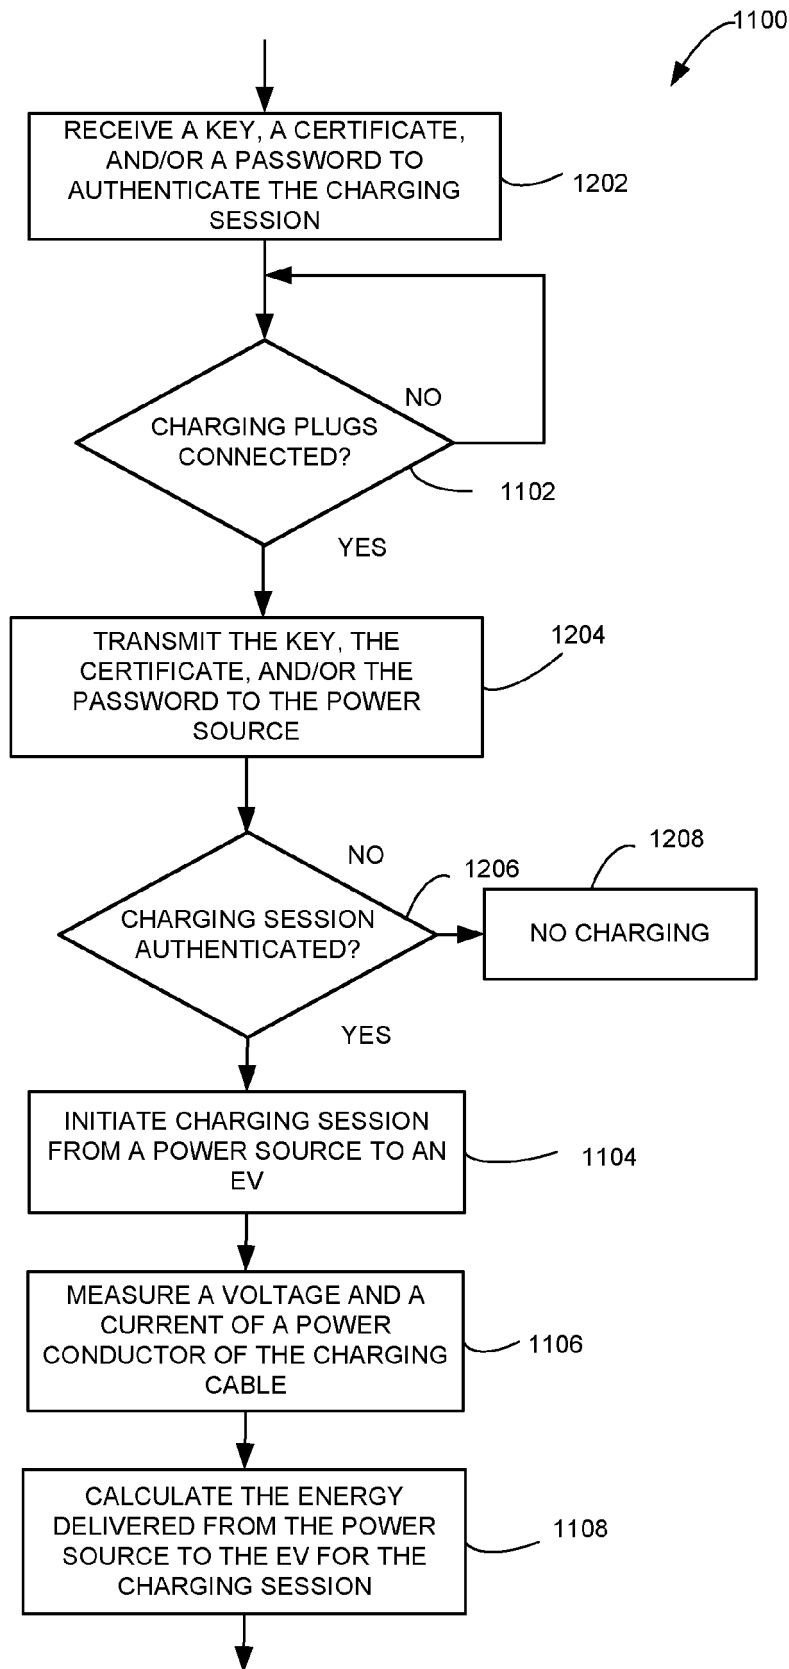 1100
RECEIVE A KEY, A CERTIFICATE,
AND/OR A PASSWORD TO
AUTHENTICATE THE CHARGING
SESSION
1202
NO
CHARGING PLUGS
CONNECTED?
1102
YES
1204
TRANSMIT THE KEY, THE
CERTIFICATE, AND/OR THE
PASSWORD TO THE POWER
SOURCE
NO
1206
1208
CHARGING SESSION
AUTHENTICATED?
NO CHARGING
YES
INITIATE CHARGING SESSION
FROM A POWER SOURCE TO AN
EV
1104
MEASURE A VOLTAGE AND A
CURRENT OF A POWER
CONDUCTOR OF THE CHARGING
CABLE
1106
CALCULATE THE ENERGY
DELIVERED FROM THE POWER
SOURCE TO THE EV FOR THE
CHARGING SESSION
1108